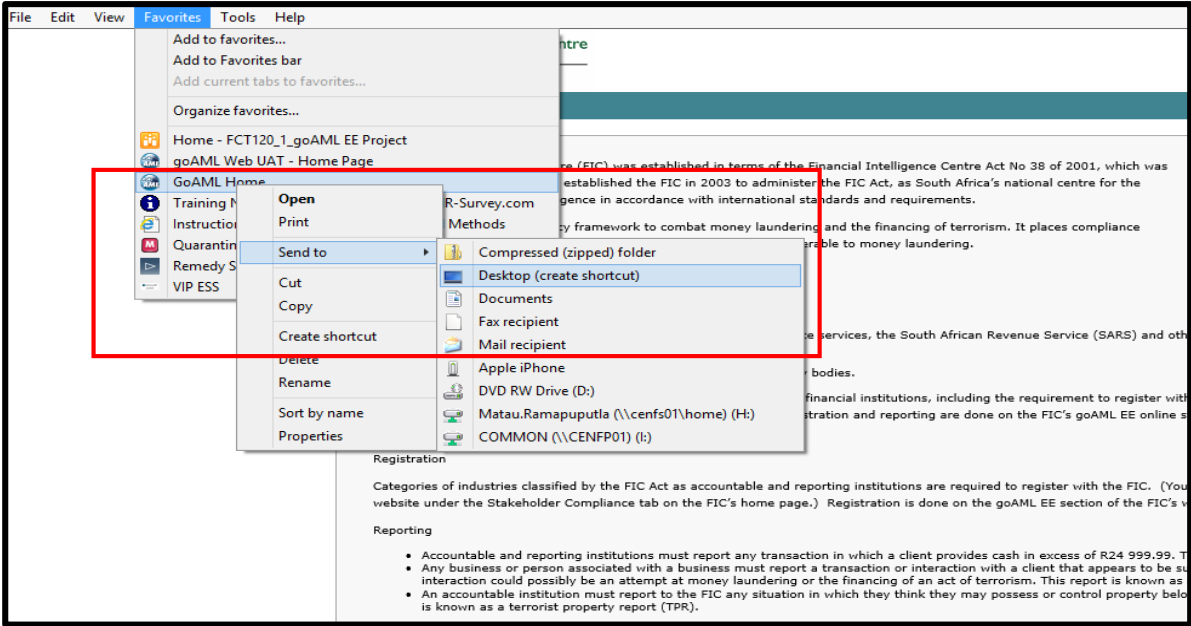 File Edit View Favorites Tools Help
Add to favorites...
Add to Favorites bar
Add current tabs to favorites...
Organize favorites...
Home - FCT120_1_goAML EE Project
goAML Web UAT - Home Page
GoAML Home
Training
Instruction
Quarantin
Remedy S
VIP ESS
R-Survey.com
Methods
Open
Print
Send to
Cut
Copy
Create shortcut
Delete
Rename
Sort by name
Properties
Compressed (zipped) folder
Desktop (create shortcut)
Documents
Fax recipient
Mail recipient
Apple iPhone
DVD RW Drive (D:)
Matau.Ramapuputla (\\cenfs01\home) (H:)
COMMON (\\CENFP01) (I:)
ntre
re (FIC) was established in terms of the Financial Intelligence Centre Act No 38 of 2001, which was
established the FIC in 2003 to administer the FIC Act, as South Africa's national centre for the
gence in accordance with international standards and requirements.
y framework to combat money laundering and the financing of terrorism. It places compliance
erable to money laundering.
e services, the South African Revenue Service (SARS) and oth
bodies.
financial institutions, including the requirement to register with
stration and reporting are done on the FIC's goAML EE online s
Registration
Categories of industries classified by the FIC Act as accountable and reporting institutions are required to register with the FIC. (You
website under the Stakeholder Compliance tab on the FIC's home page.) Registration is done on the goAML EE section of the FIC's w
Reporting
• Accountable and reporting institutions must report any transaction in which a client provides cash in excess of R24 999.99. T
• Any business or person associated with a business must report a transaction or interaction with a client that appears to be su
interaction could possibly be an attempt at money laundering or the financing of an act of terrorism. This report is known as
• An accountable institution must report to the FIC any situation in which they think they may possess or control property belo
is known as a terrorist property report (TPR).